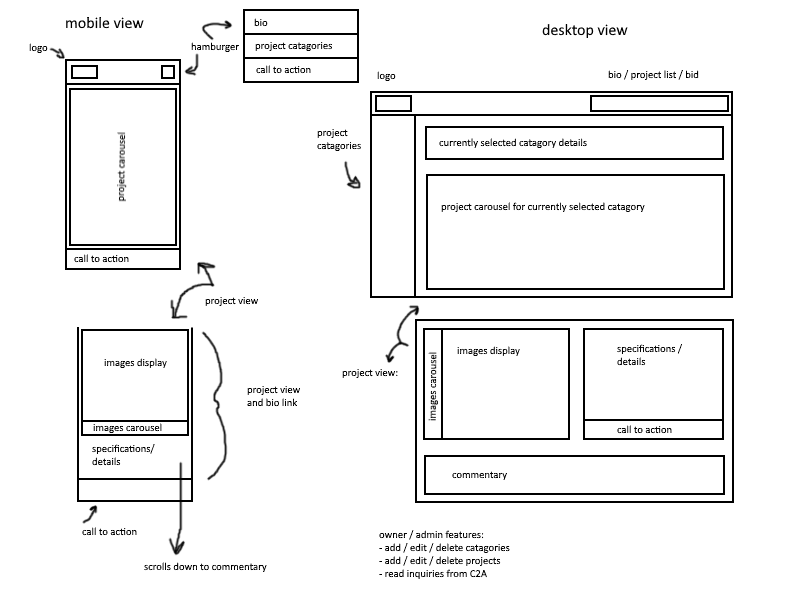 mobile view
logo
hamburger
bio
project catagories
call to action
project carousel
call to action
project view
images display
images carousel
specifications/
details
project view
and bio link
call to action
scrolls down to commentary
desktop view
logo
bio / project list / bid
project
catagories
currently selected catagory details
project carousel for currently selected catagory
project view:
images carousel
images display
specifications /
details
call to action
commentary
owner / admin features:
- add / edit / delete catagories
- add / edit / delete projects
- read inquiries from C2A